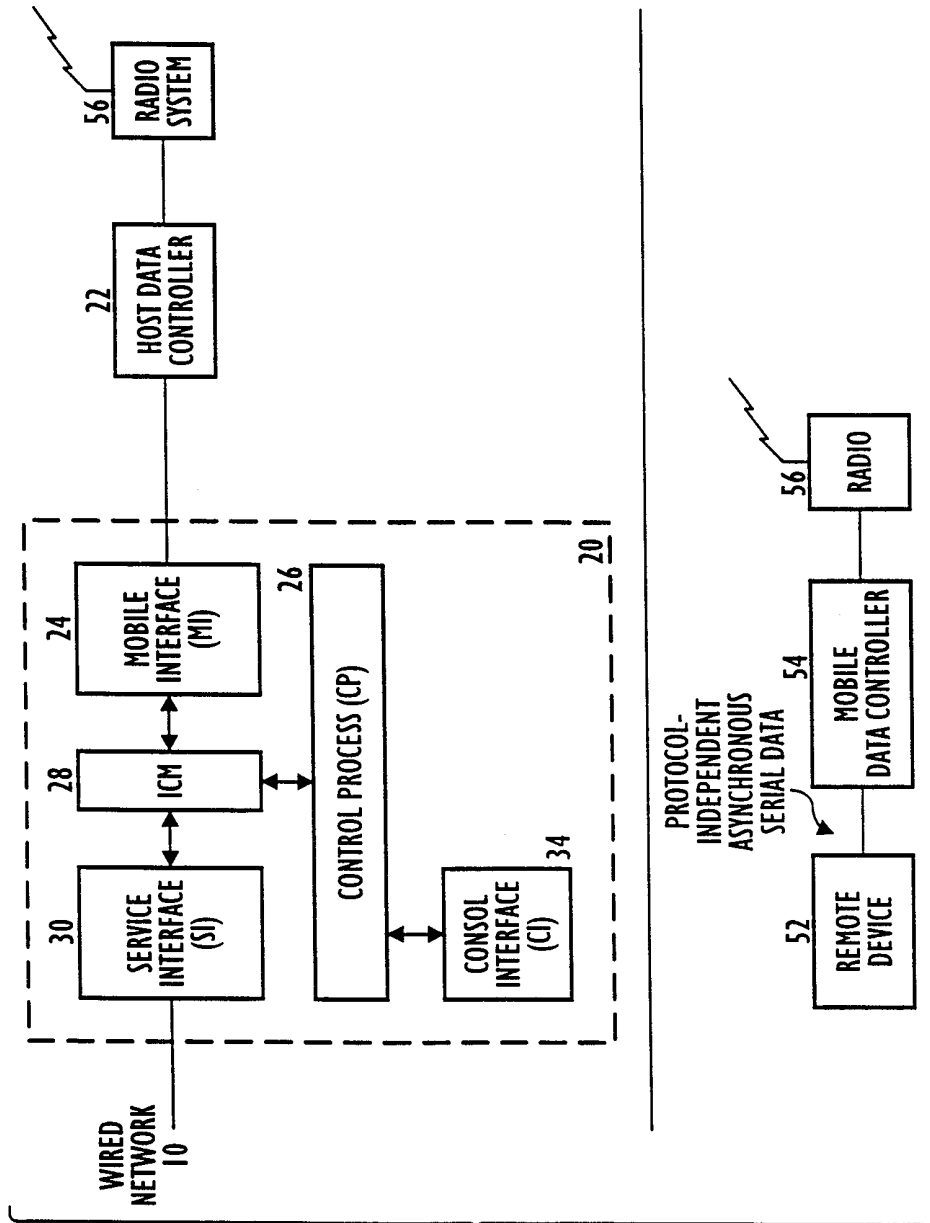 WIRED
NETWORK
10
30
SERVICE
INTERFACE
(SI)
28
ICM
24
MOBILE
INTERFACE
(MI)
22
HOST DATA
CONTROLLER
56
RADIO
SYSTEM
26
CONTROL PROCESS (CP)
CONSOL
INTERFACE
(CI)
34
20
PROTOCOL-
INDEPENDENT
ASYNCHRONOUS
SERIAL DATA
52
REMOTE
DEVICE
54
MOBILE
DATA CONTROLLER
56
RADIO